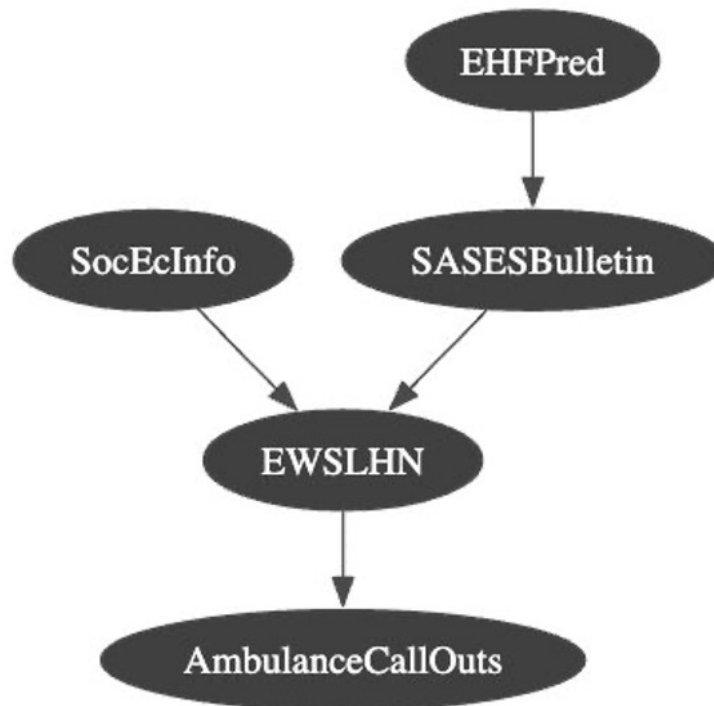 EHFPred
SocEcInfo
SASESBulletin
EWSLHN
AmbulanceCallOuts